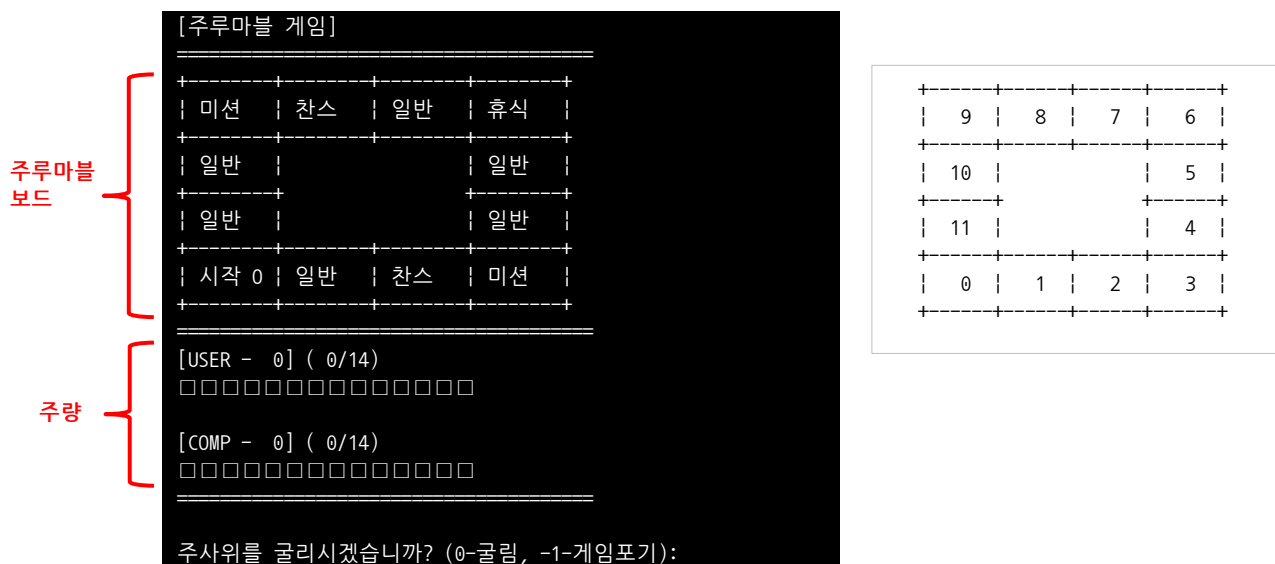 [주루마블 게임]
=======================================
+--------+--------+--------+--------+
¦ 미션 ¦ 찬스 ¦ 일반 ¦ 휴식 ¦
+--------+--------+--------+--------+
¦ 일반 ¦ ¦ 일반 ¦
+--------+ +--------+
¦ 일반 ¦ ¦ 일반 ¦
+--------+--------+--------+--------+
¦ 시작 0 ¦ 일반 ¦ 찬스 ¦ 미션 ¦
+--------+--------+--------+--------+
=======================================
[USER - 0] ( 0/14)
□□□□□□□□□□□□□□
[COMP - 0] ( 0/14)
□□□□□□□□□□□□□□
=======================================
주사위를 굴리시겠습니까? (0-굴림, -1-게임포기):
주루마블
보드
주량
+------+------+------+------+
¦ 9 ¦ 8 ¦ 7 ¦ 6 ¦
+------+------+------+------+
¦ 10 ¦ ¦ 5 ¦
+------+ +------+
¦ 11 ¦ ¦ 4 ¦
+------+------+------+------+
¦ 0 ¦ 1 ¦ 2 ¦ 3 ¦
+------+------+------+------+